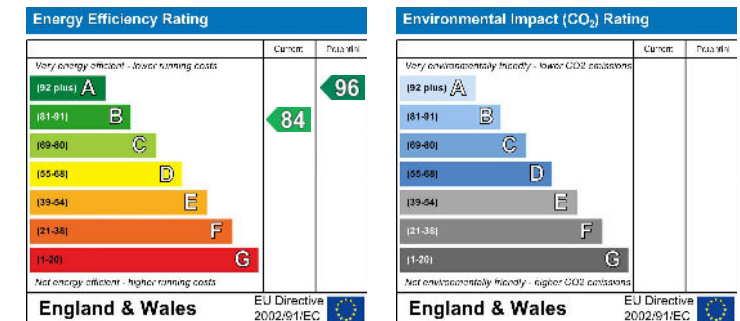 Energy Efficiency Rating
Current Potential
Very energy efficient - lower running costs
(92 plus) A
96
(81-91) B
84
(69-80) C
(55-68) D
(39-54) E
(21-38) F
(1-20) G
Not energy efficient - higher running costs
England & Wales
EU Directive
2002/91/EC
Environmental Impact (CO₂) Rating
Current Potential
Very environmentally friendly - lower CO2 emissions
(92 plus) A
(81-91) B
(69-80) C
(55-68) D
(39-54) E
(21-38) F
(1-20) G
Not environmentally friendly - higher CO2 emissions
England & Wales
EU Directive
2002/91/EC